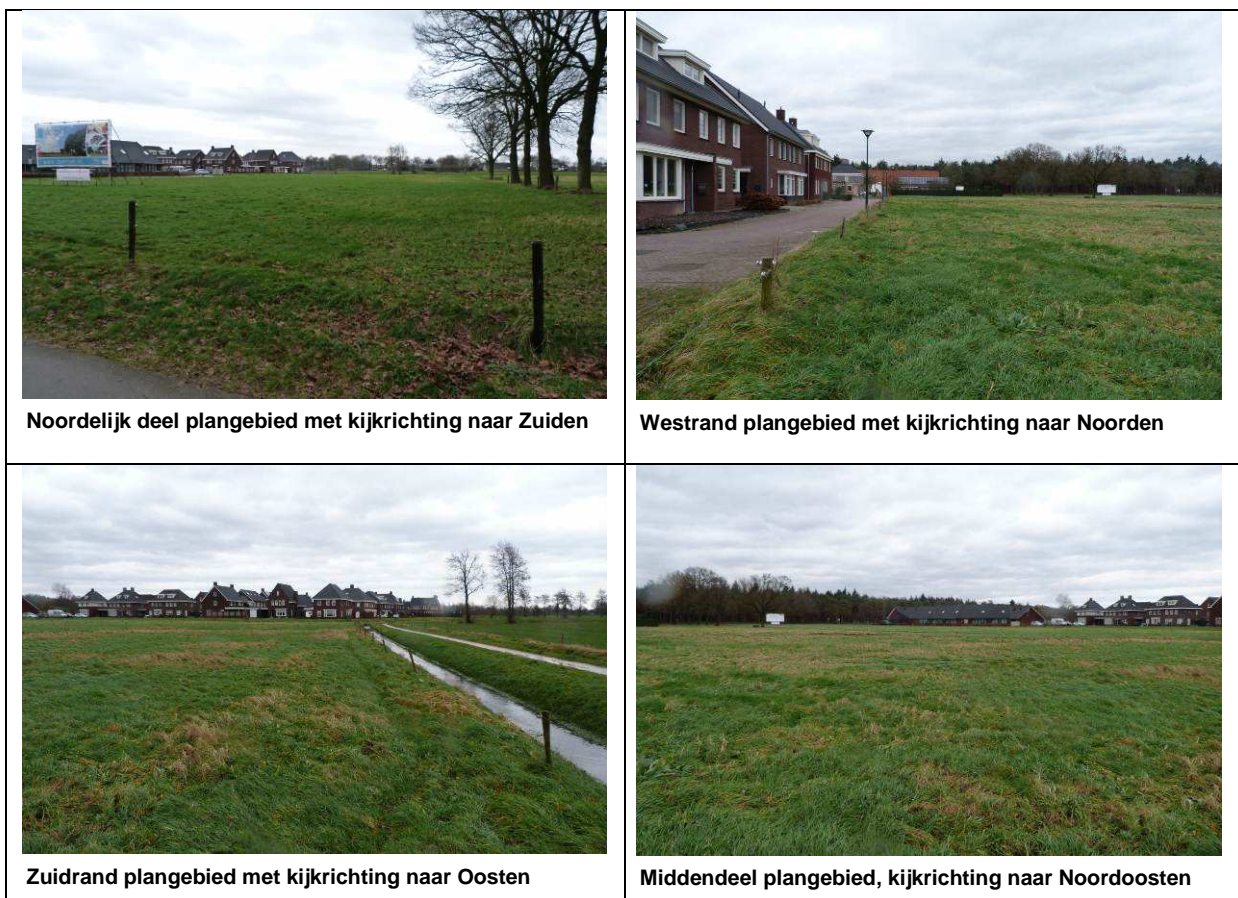 Noordelijk deel plangebied met kijkrichting naar Zuiden
Westrand plangebied met kijkrichting naar Noorden
Zuidrand plangebied met kijkrichting naar Oosten
Middendeel plangebied, kijkrichting naar Noordoosten